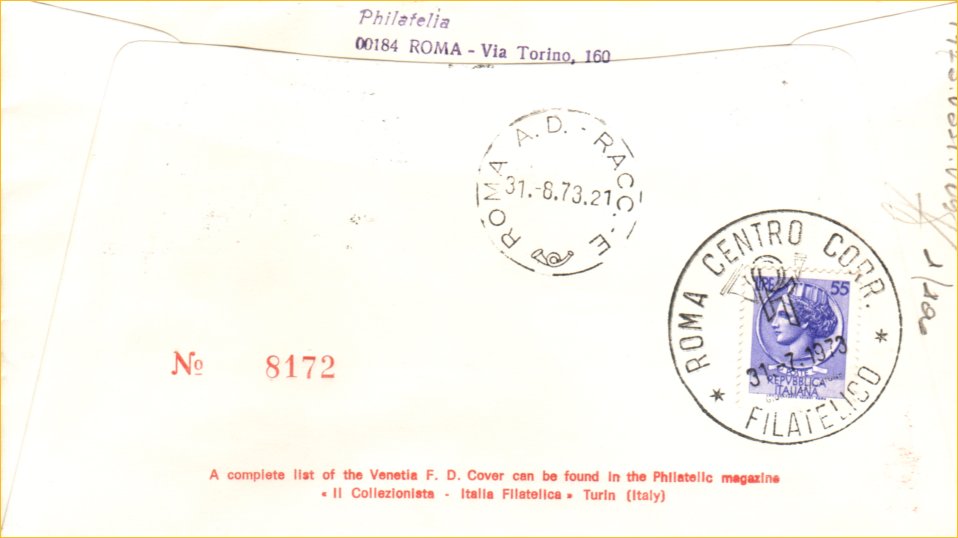 Philatelia
00184 ROMA - Via Torino, 160
ROMA A.D. - RACC. - E
31.-8.73.21
ROMA CENTRO CORR.
* FILATELICO *
LIRE 55
31.-7.1973
POSTE
REPVBBLICA
ITALIANA
No 8172
A complete list of the Venetia F. D. Cover can be found in the Philatelic magazine
« Il Collezionista - Italia Filatelica » Turin (Italy)